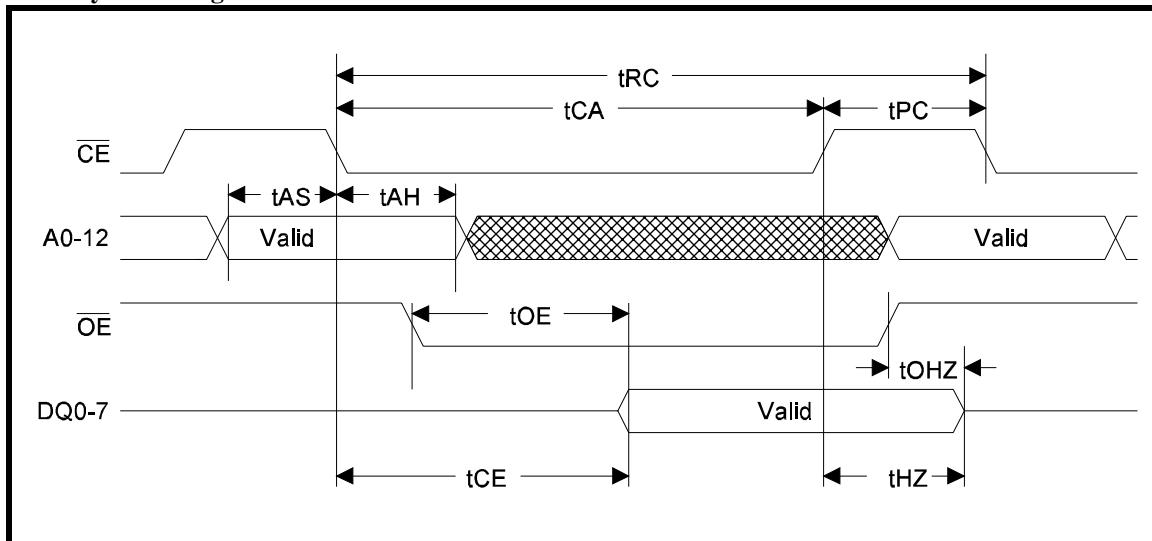 tRC
tCA
tPC
CE
tAS
tAH
A0-12
Valid
Valid
OE
tOE
tOHZ
DQ0-7
Valid
tCE
tHZ